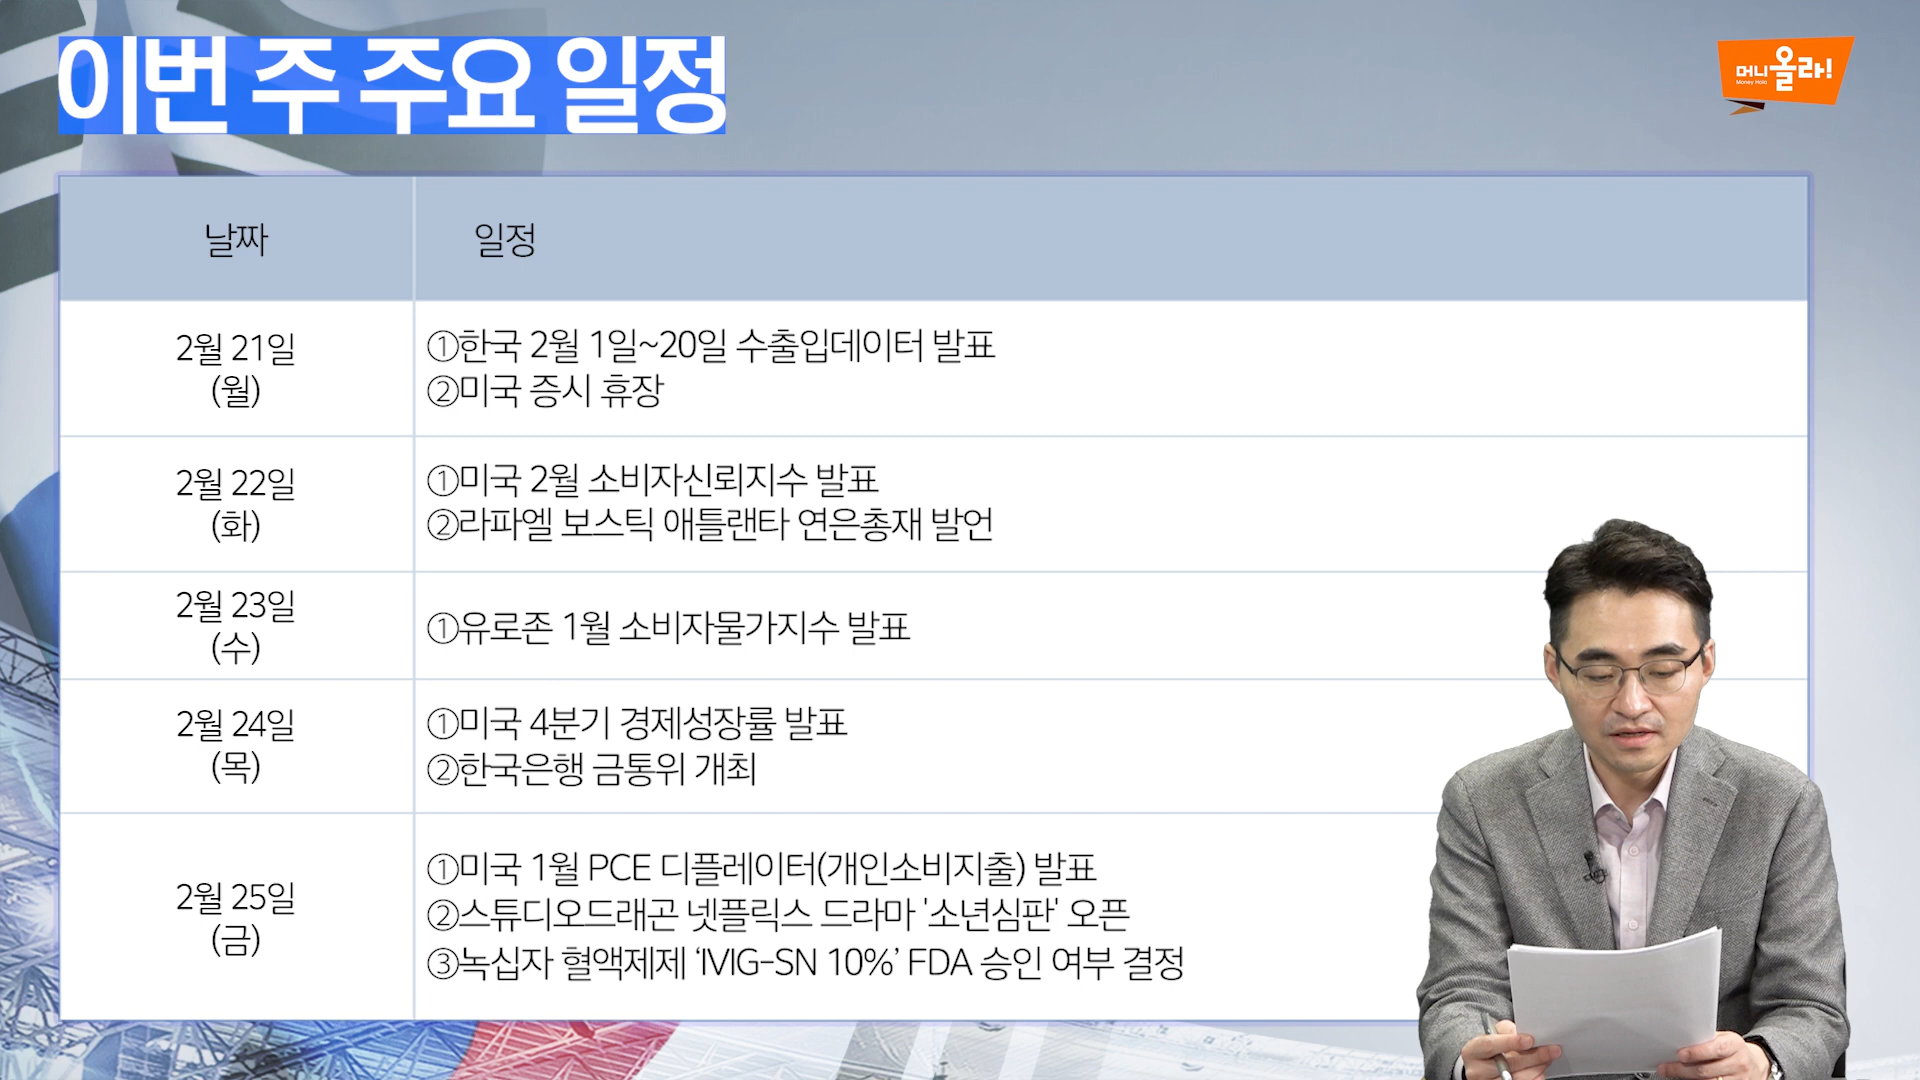 이번 주 주요 일정
머니올라!
Money Hola
날짜 일정
2월 21일
(월)
①한국 2월 1일~20일 수출입데이터 발표
②미국 증시 휴장
2월 22일
(화)
①미국 2월 소비자신뢰지수 발표
②라파엘 보스틱 애틀랜타 연은총재 발언
2월 23일
(수)
①유로존 1월 소비자물가지수 발표
2월 24일
(목)
①미국 4분기 경제성장률 발표
②한국은행 금통위 개최
2월 25일
(금)
①미국 1월 PCE 디플레이터(개인소비지출) 발표
②스튜디오드래곤 넷플릭스 드라마 '소년심판' 오픈
③녹십자 혈액제제 ‘IVIG-SN 10%’ FDA 승인 여부 결정